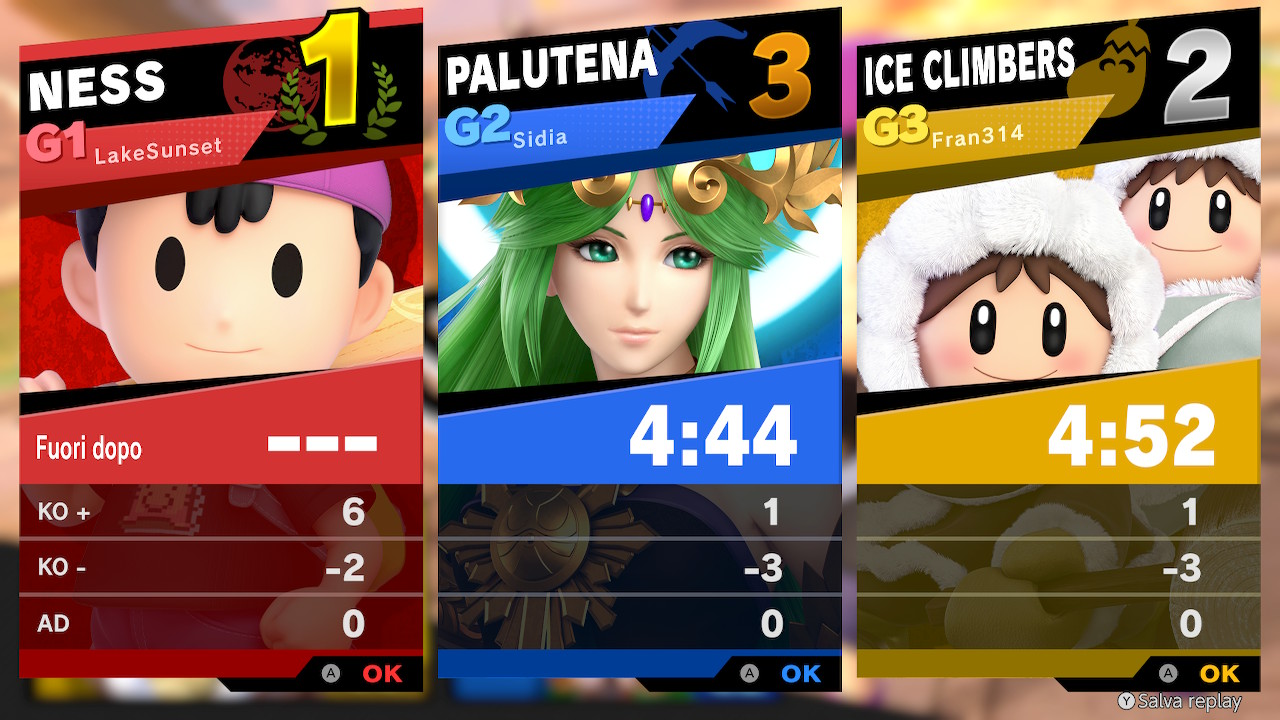 NESS
1
G1 LakeSunset
Fuori dopo ---
KO + 6
KO - -2
AD 0
A OK
PALUTENA
3
G2 Sidia
4:44
1
-3
0
A OK
ICE CLIMBERS
2
G3 Fran314
4:52
1
-3
0
A OK
Y Salva replay